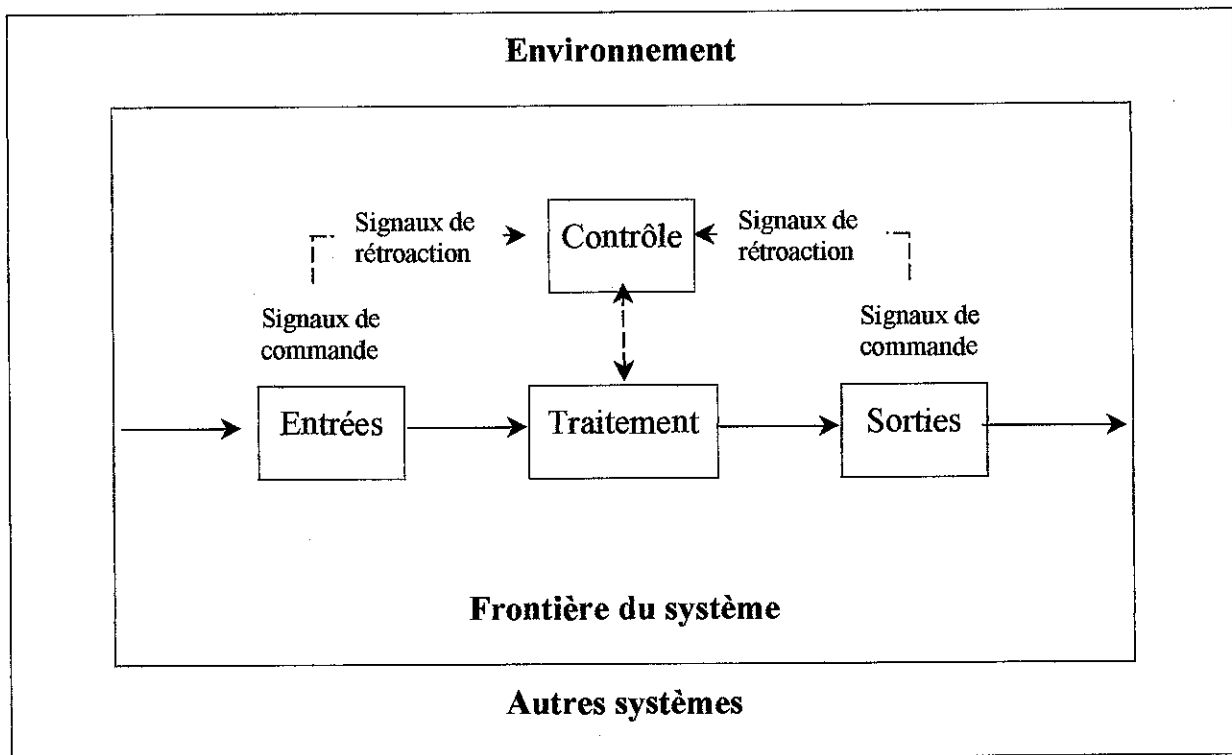 Environnement
Signaux de
rétroaction
Contrôle
Signaux de
rétroaction
Signaux de
commande
Signaux de
commande
Entrées
Traitement
Sorties
Frontière du système
Autres systèmes